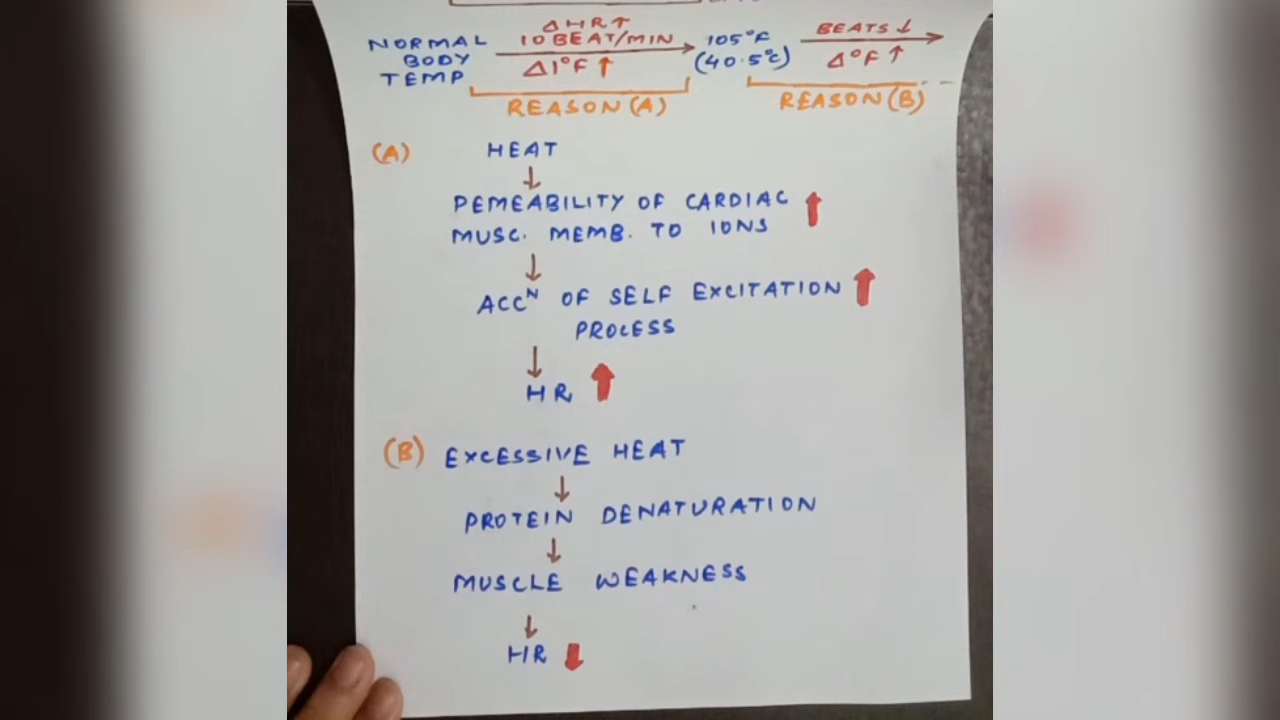 ΔHR↑
NORMAL BODY TEMP
10 BEAT/MIN
Δ1°F ↑
105°F
(40.5°C)
BEATS ↓
Δ°F ↑
REASON (A)
REASON (B)
(A) HEAT
↓
PEMEABILITY OF CARDIAC ↑
MUSC. MEMB. TO IONS
↓
ACCᴺ OF SELF EXCITATION ↑
PROCESS
↓
HR ↑
(B) EXCESSIVE HEAT
↓
PROTEIN DENATURATION
↓
MUSCLE WEAKNESS
↓
HR ↓